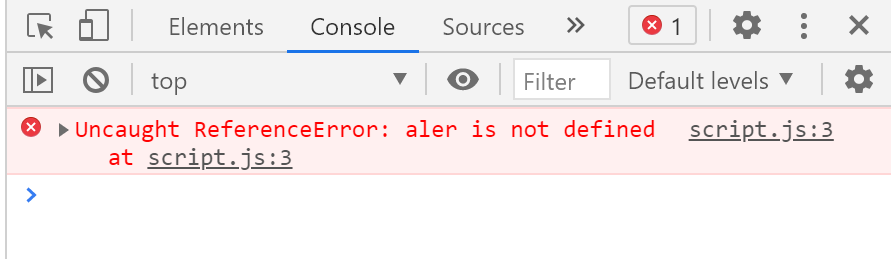 Elements Console Sources 1
top Filter Default levels
Uncaught ReferenceError: aler is not defined script.js:3
at script.js:3